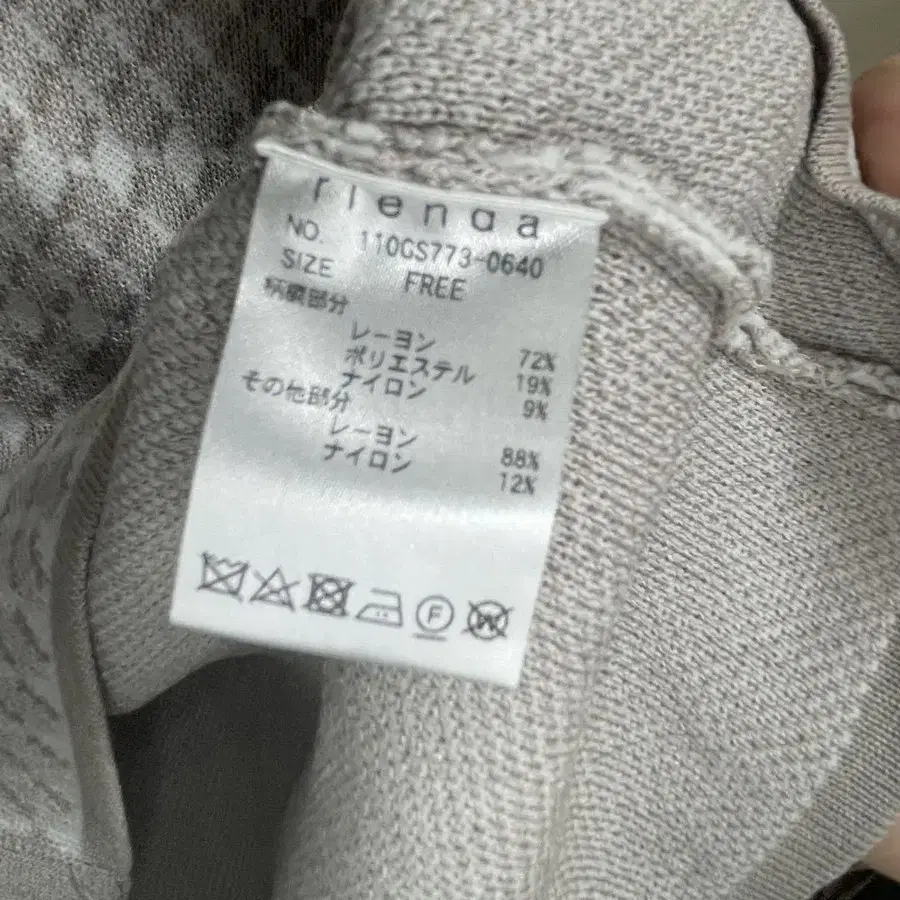 rienda
NO. 110GS773-0640
SIZE FREE
柄裏部分
レーヨン 72%
ポリエステル 19%
ナイロン 9%
その他部分
レーヨン 88%
ナイロン 12%
F
W